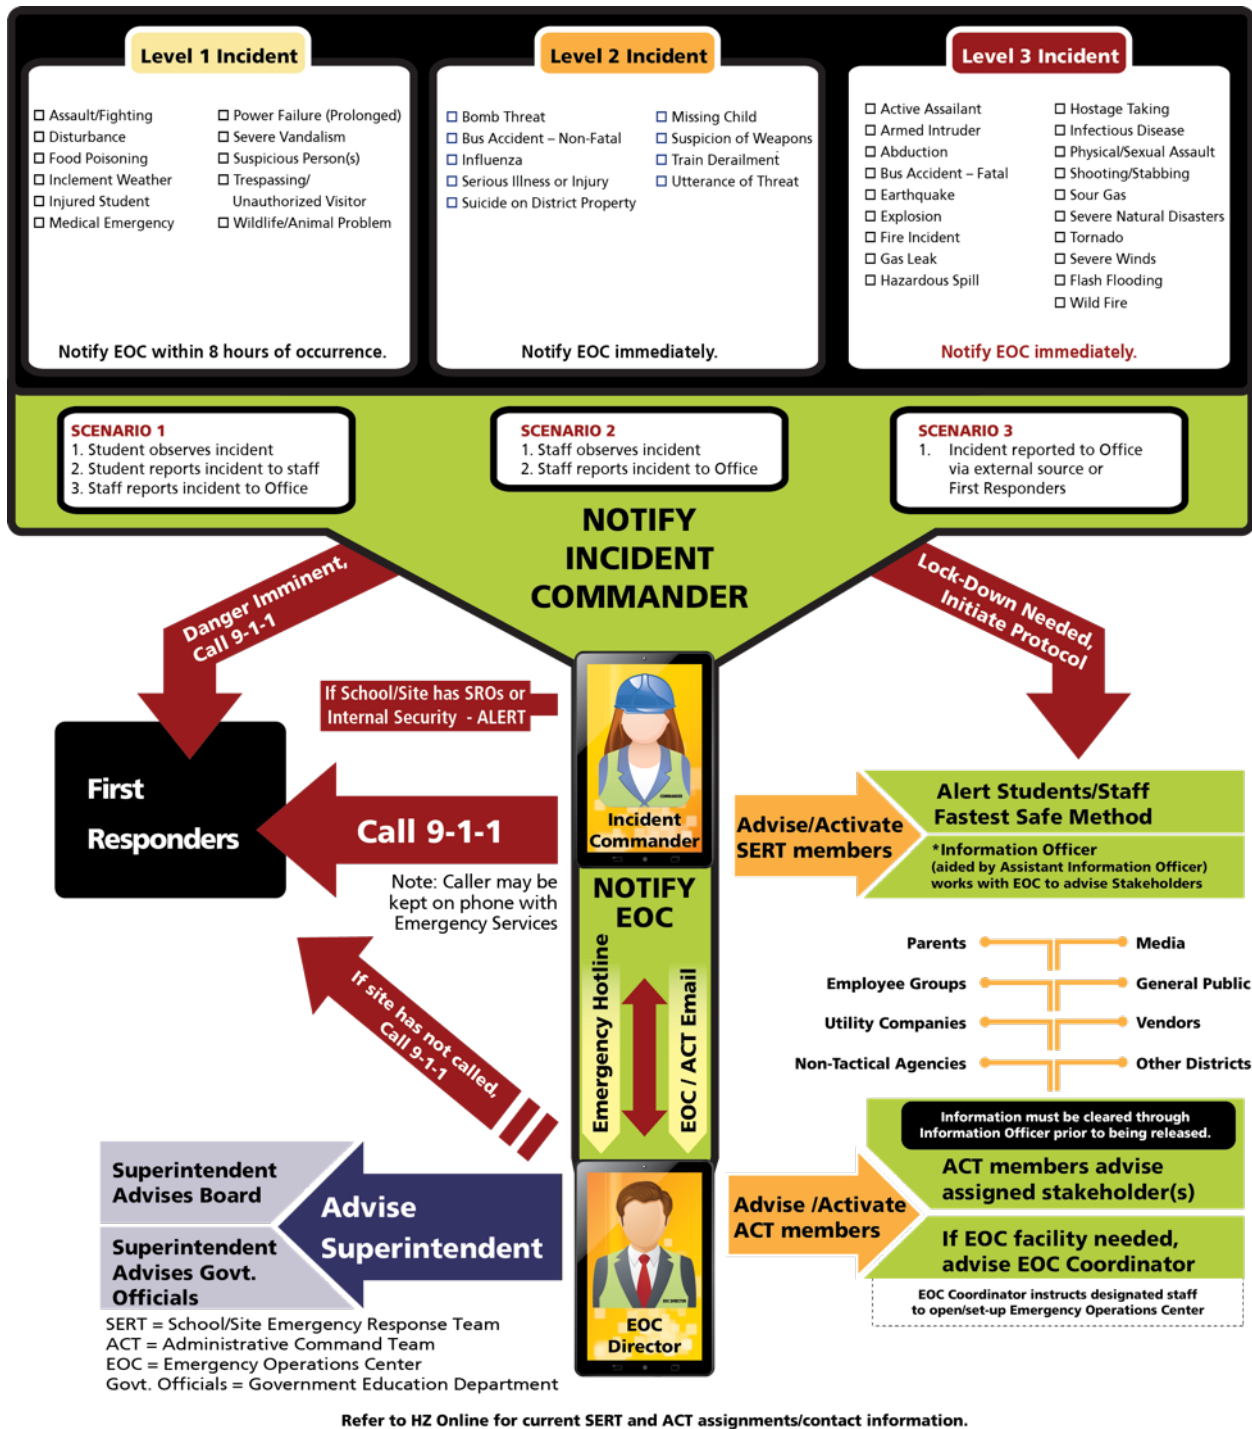 Level 1 Incident
Assault/Fighting
Disturbance
Food Poisoning
Inclement Weather
Injured Student
Medical Emergency
Power Failure (Prolonged)
Severe Vandalism
Suspicious Person(s)
Trespassing/
Unauthorized Visitor
Wildlife/Animal Problem
Notify EOC within 8 hours of occurrence.
Level 2 Incident
Bomb Threat
Bus Accident – Non-Fatal
Influenza
Serious Illness or Injury
Suicide on District Property
Missing Child
Suspicion of Weapons
Train Derailment
Utterance of Threat
Notify EOC immediately.
Level 3 Incident
Active Assailant
Armed Intruder
Abduction
Bus Accident – Fatal
Earthquake
Explosion
Fire Incident
Gas Leak
Hazardous Spill
Hostage Taking
Infectious Disease
Physical/Sexual Assault
Shooting/Stabbing
Sour Gas
Severe Natural Disasters
Tornado
Severe Winds
Flash Flooding
Wild Fire
Notify EOC immediately.
SCENARIO 1
1. Student observes incident
2. Student reports incident to staff
3. Staff reports incident to Office
SCENARIO 2
1. Staff observes incident
2. Staff reports incident to Office
SCENARIO 3
1. Incident reported to Office
via external source or
First Responders
NOTIFY
INCIDENT
COMMANDER
Danger Imminent,
Call 9-1-1
Lock-Down Needed,
Initiate Protocol
If School/Site has SROs or
Internal Security - ALERT
First
Responders
Call 9-1-1
Note: Caller may be
kept on phone with
Emergency Services
COMMANDER
Incident
Commander
Advise/Activate
SERT members
Alert Students/Staff
Fastest Safe Method
*Information Officer
(aided by Assistant Information Officer)
works with EOC to advise Stakeholders
NOTIFY
EOC
Emergency Hotline
EOC / ACT Email
If site has not called,
Call 9-1-1
Parents
Media
Employee Groups
General Public
Utility Companies
Vendors
Non-Tactical Agencies
Other Districts
Information must be cleared through
Information Officer prior to being released.
ACT members advise
assigned stakeholder(s)
Advise /Activate
ACT members
If EOC facility needed,
advise EOC Coordinator
EOC Coordinator instructs designated staff
to open/set-up Emergency Operations Center
Superintendent
Advises Board
Superintendent
Advises Govt.
Officials
Advise
Superintendent
EOC DIRECTOR
EOC
Director
SERT = School/Site Emergency Response Team
ACT = Administrative Command Team
EOC = Emergency Operations Center
Govt. Officials = Government Education Department
Refer to HZ Online for current SERT and ACT assignments/contact information.